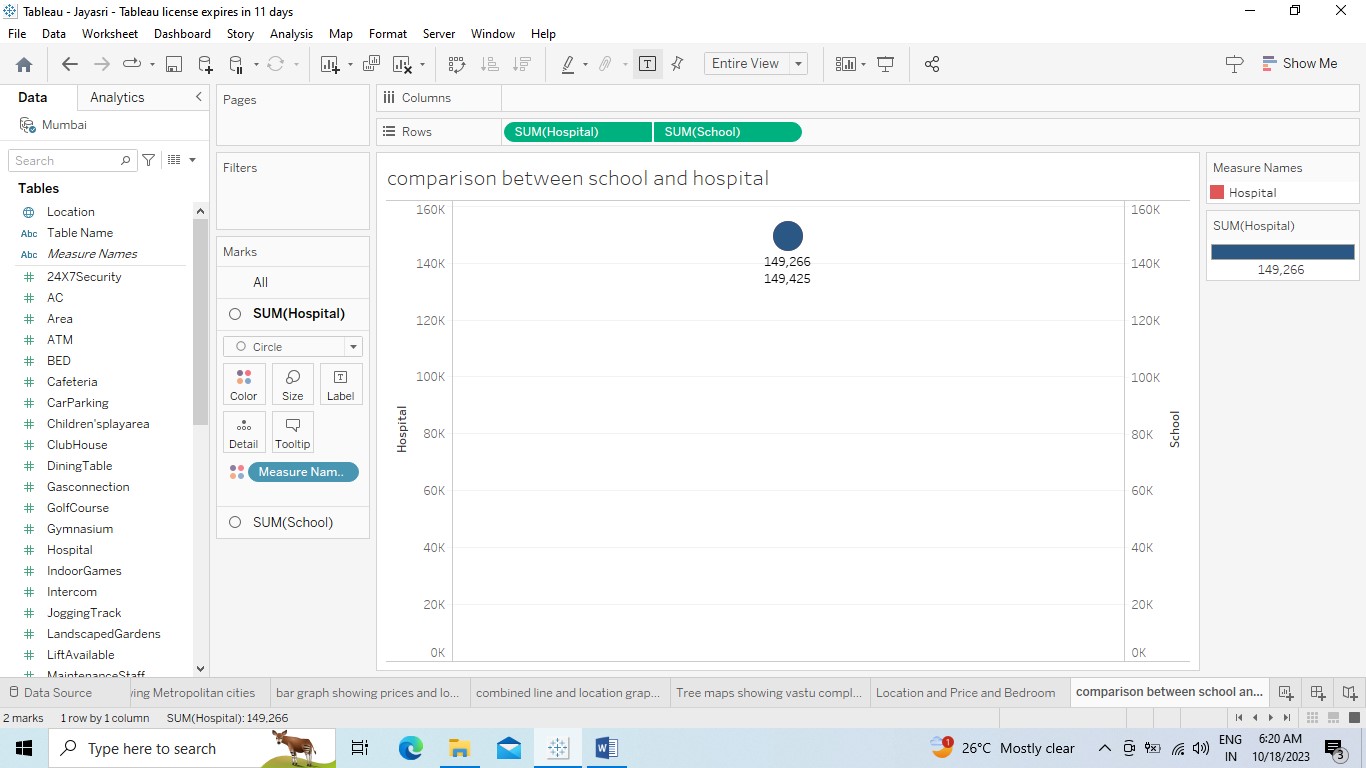 Tableau - Jayasri - Tableau license expires in 11 days
File Data Worksheet Dashboard Story Analysis Map Format Server Window Help
Entire View
Show Me
Data Analytics
Mumbai
Search
Tables
Location
Abc Table Name
Abc Measure Names
# 24X7Security
# AC
# Area
# ATM
# BED
# Cafeteria
# CarParking
# Children'splayarea
# ClubHouse
# DiningTable
# Gasconnection
# GolfCourse
# Gymnasium
# Hospital
# IndoorGames
# Intercom
# JoggingTrack
# LandscapedGardens
# LiftAvailable
# MaintenanceStaff
Pages
Filters
Marks
All
SUM(Hospital)
Circle
Color Size Label
Detail Tooltip
Measure Nam..
SUM(School)
Columns
Rows SUM(Hospital) SUM(School)
comparison between school and hospital
160K 160K
140K 140K
120K 120K
100K 100K
80K 80K
60K 60K
40K 40K
20K 20K
0K 0K
Hospital
School
149,266
149,425
Measure Names
Hospital
SUM(Hospital)
149,266
Data Source
ing Metropolitan cities
bar graph showing prices and lo...
combined line and location grap...
Tree maps showing vastu compl...
Location and Price and Bedroom
comparison between school an...
2 marks 1 row by 1 column SUM(Hospital): 149,266
Type here to search
1
26°C Mostly clear
ENG
IN
6:20 AM
10/18/2023
3